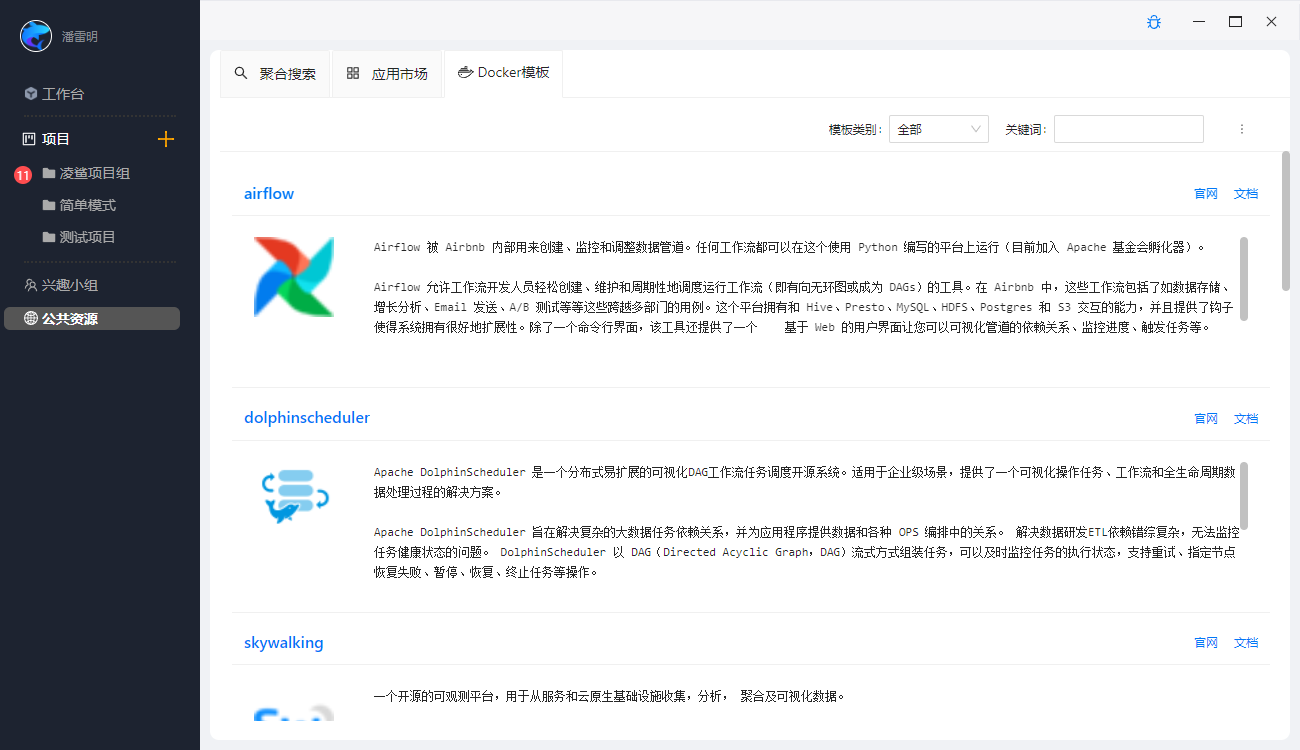 潘雷明
工作台
项目
11
凌鲨项目组
简单模式
测试项目
兴趣小组
公共资源
聚合搜索
应用市场
Docker模板
模板类别：
全部
关键词：
airflow
官网
文档
Airflow 被 Airbnb 内部用来创建、监控和调整数据管道。任何工作流都可以在这个使用 Python 编写的平台上运行（目前加入 Apache 基金会孵化器）。
Airflow 允许工作流开发人员轻松创建、维护和周期性地调度运行工作流（即有向无环图或成为 DAGs）的工具。在 Airbnb 中，这些工作流包括了如数据存储、
增长分析、Email 发送、A/B 测试等等这些跨越多部门的用例。这个平台拥有和 Hive、Presto、MySQL、HDFS、Postgres 和 S3 交互的能力，并且提供了钩子
使得系统拥有很好地扩展性。除了一个命令行界面，该工具还提供了一个 基于 Web 的用户界面让您可以可视化管道的依赖关系、监控进度、触发任务等。
dolphinscheduler
官网
文档
Apache DolphinScheduler 是一个分布式易扩展的可视化DAG工作流任务调度开源系统。适用于企业级场景，提供了一个可视化操作任务、工作流和全生命周期数
据处理过程的解决方案。
Apache DolphinScheduler 旨在解决复杂的大数据任务依赖关系，并为应用程序提供数据和各种 OPS 编排中的关系。 解决数据研发ETL依赖错综复杂，无法监控
任务健康状态的问题。 DolphinScheduler 以 DAG（Directed Acyclic Graph，DAG）流式方式组装任务，可以及时监控任务的执行状态，支持重试、指定节点
恢复失败、暂停、恢复、终止任务等操作。
skywalking
官网
文档
一个开源的可观测平台，用于从服务和云原生基础设施收集，分析， 聚合及可视化数据。